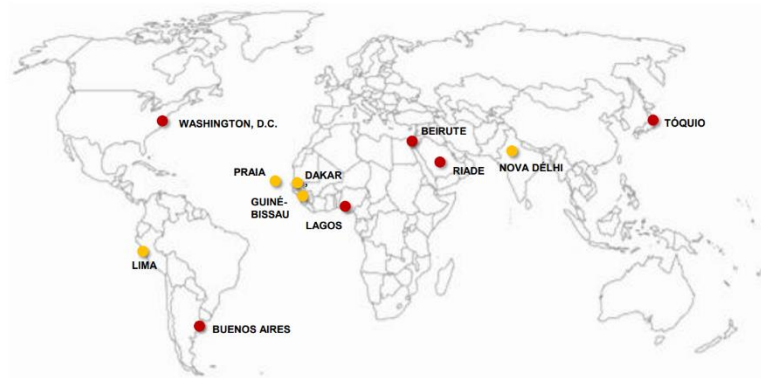 WASHINGTON, D.C.
TÓQUIO
BEIRUTE
RIADE
NOVA DÉLHI
PRAIA
DAKAR
GUINÉ-
BISSAU
LAGOS
LIMA
BUENOS AIRES